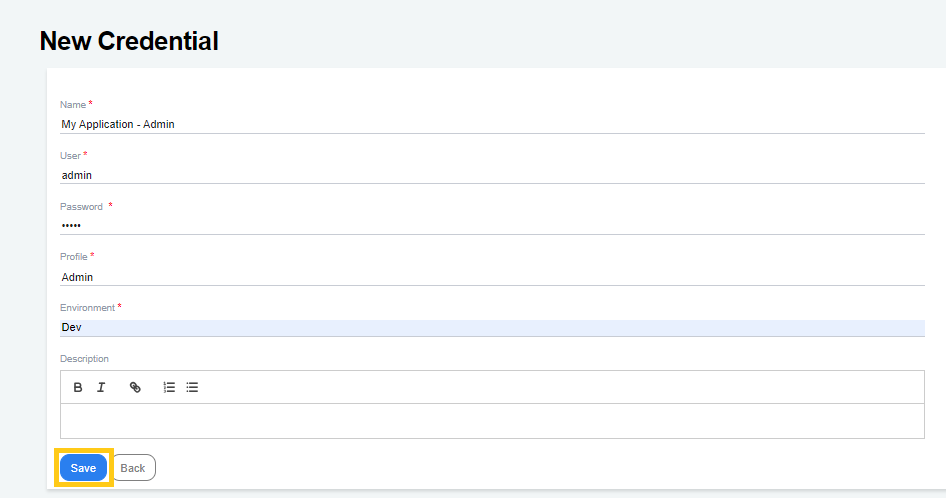 New Credential
Name *
My Application - Admin
User *
admin
Password *
•••••
Profile *
Admin
Environment *
Dev
Description
B I
Save Back